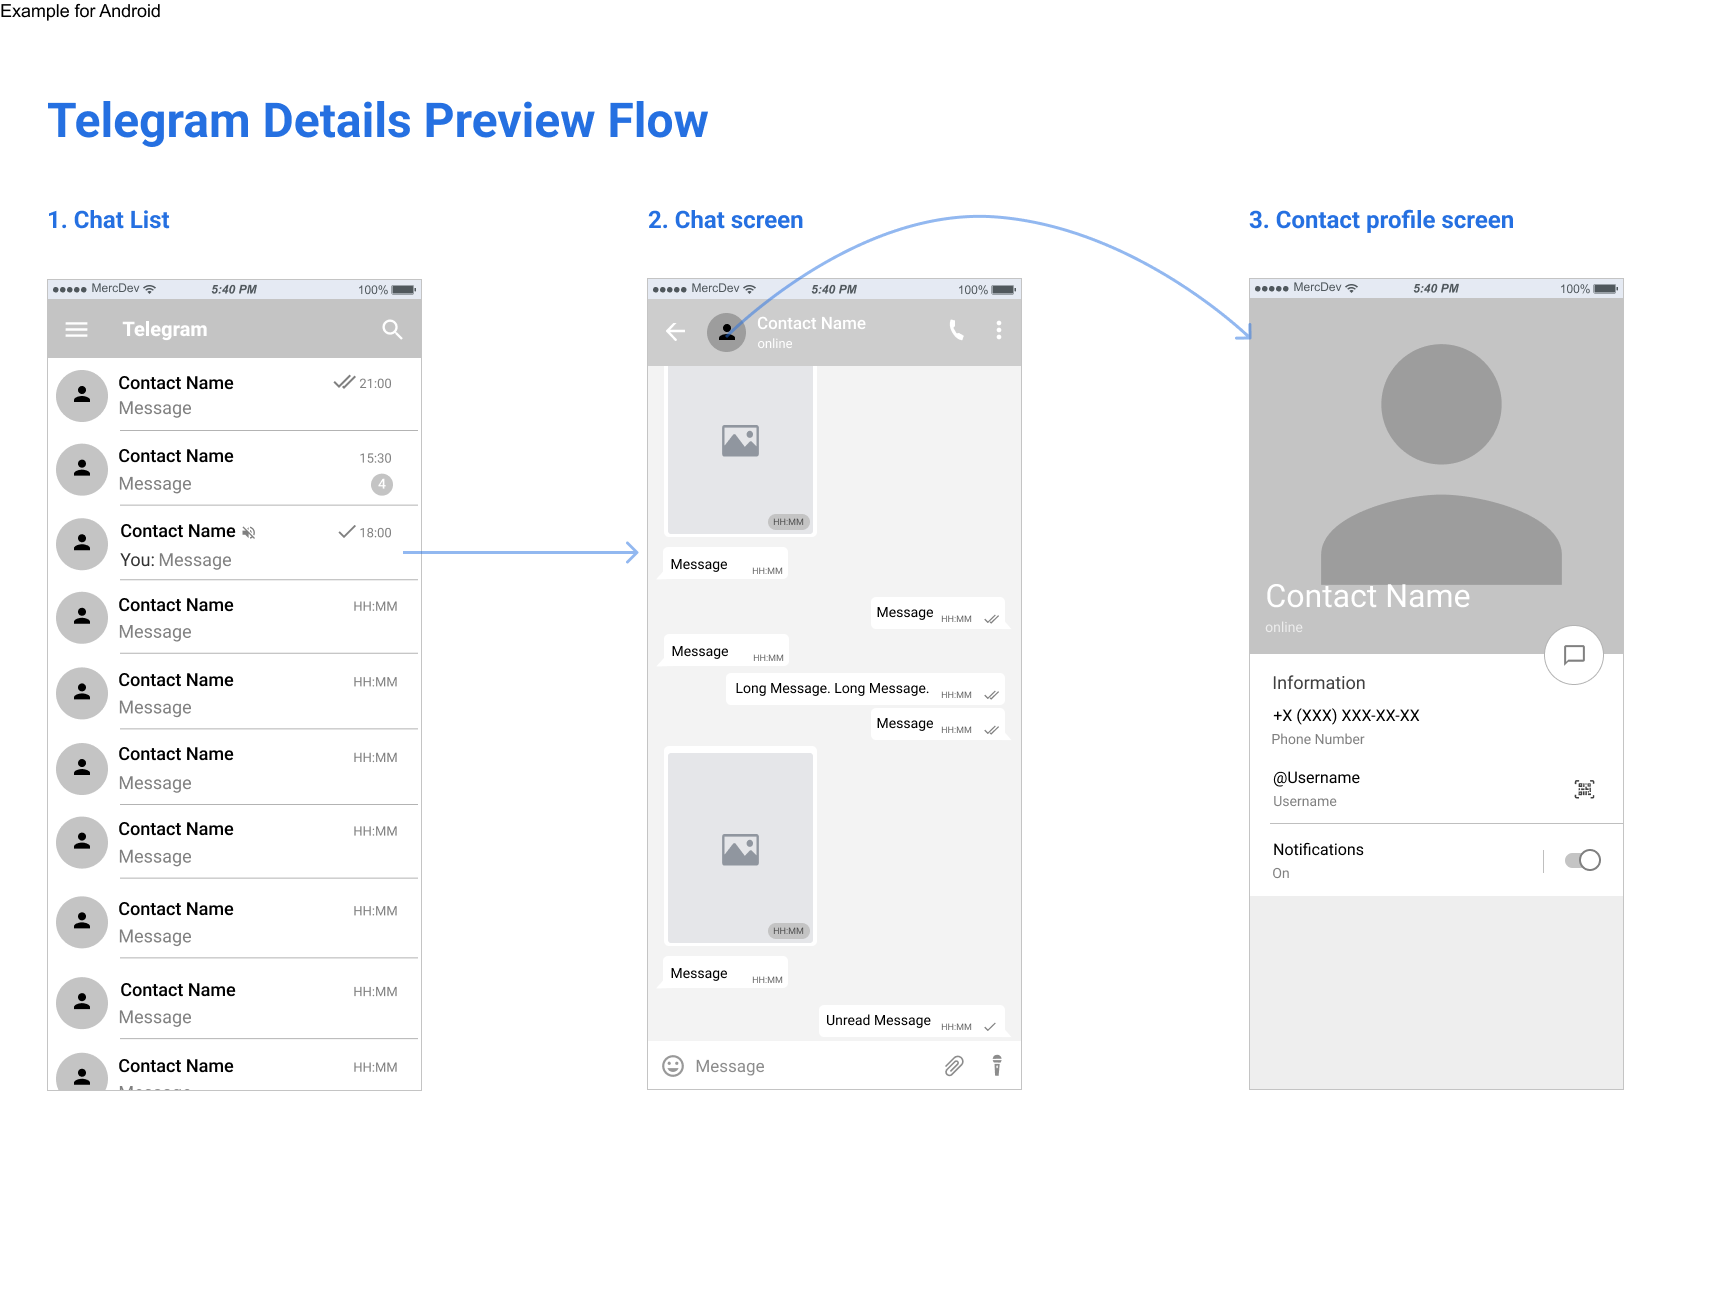 Example for Android
Telegram Details Preview Flow
1. Chat List
MercDev 5:40 PM 100%
Telegram
Contact Name 21:00
Message
Contact Name 15:30
Message 4
Contact Name 18:00
You: Message
Contact Name HH:MM
Message
Contact Name HH:MM
Message
Contact Name HH:MM
Message
Contact Name HH:MM
Message
Contact Name HH:MM
Message
Contact Name HH:MM
Message
Contact Name HH:MM
Message
2. Chat screen
MercDev 5:40 PM 100%
Contact Name
online
HH:MM
Message HH:MM
Message HH:MM
Message HH:MM
Long Message. Long Message. HH:MM
Message HH:MM
HH:MM
Message HH:MM
Unread Message HH:MM
Message
3. Contact profile screen
MercDev 5:40 PM 100%
Contact Name
online
Information
+X (XXX) XXX-XX-XX
Phone Number
@Username
Username
Notifications
On